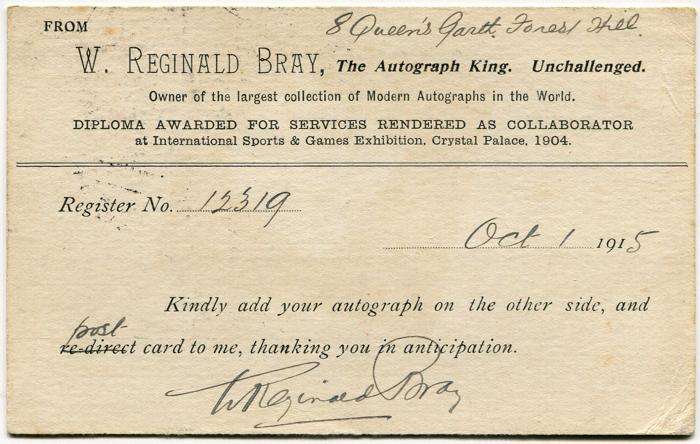 FROM
8 Queen's Garth. Forest Hill.
W. REGINALD BRAY, The Autograph King. Unchallenged.
Owner of the largest collection of Modern Autographs in the World.
DIPLOMA AWARDED FOR SERVICES RENDERED AS COLLABORATOR
at International Sports & Games Exhibition, Crystal Palace, 1904.
Register No. 12319
Oct 1 1915
Kindly add your autograph on the other side, and
post
re-direct card to me, thanking you in anticipation.
W Reginald Bray